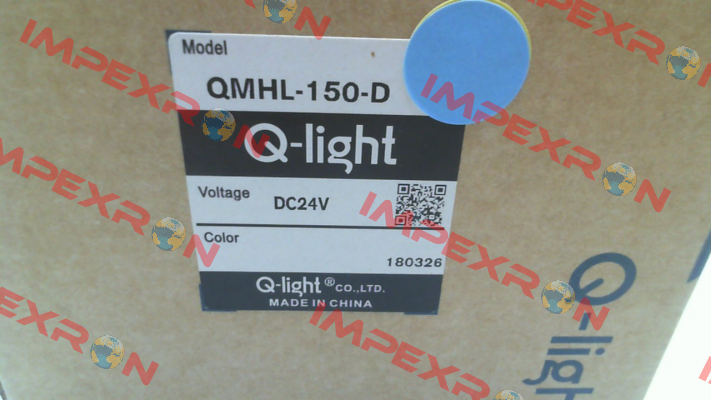 Model
QMHL-150-D
Q-light
Voltage DC24V
Color
180326
Q-light® CO.,LTD.
MADE IN CHINA
Q-light
IMPEXRON
IMPEXRON
IMPEXRON
IMPEXRON
IMPEXRON
IMPEXRON
IMPEXRON
IMPEXRON